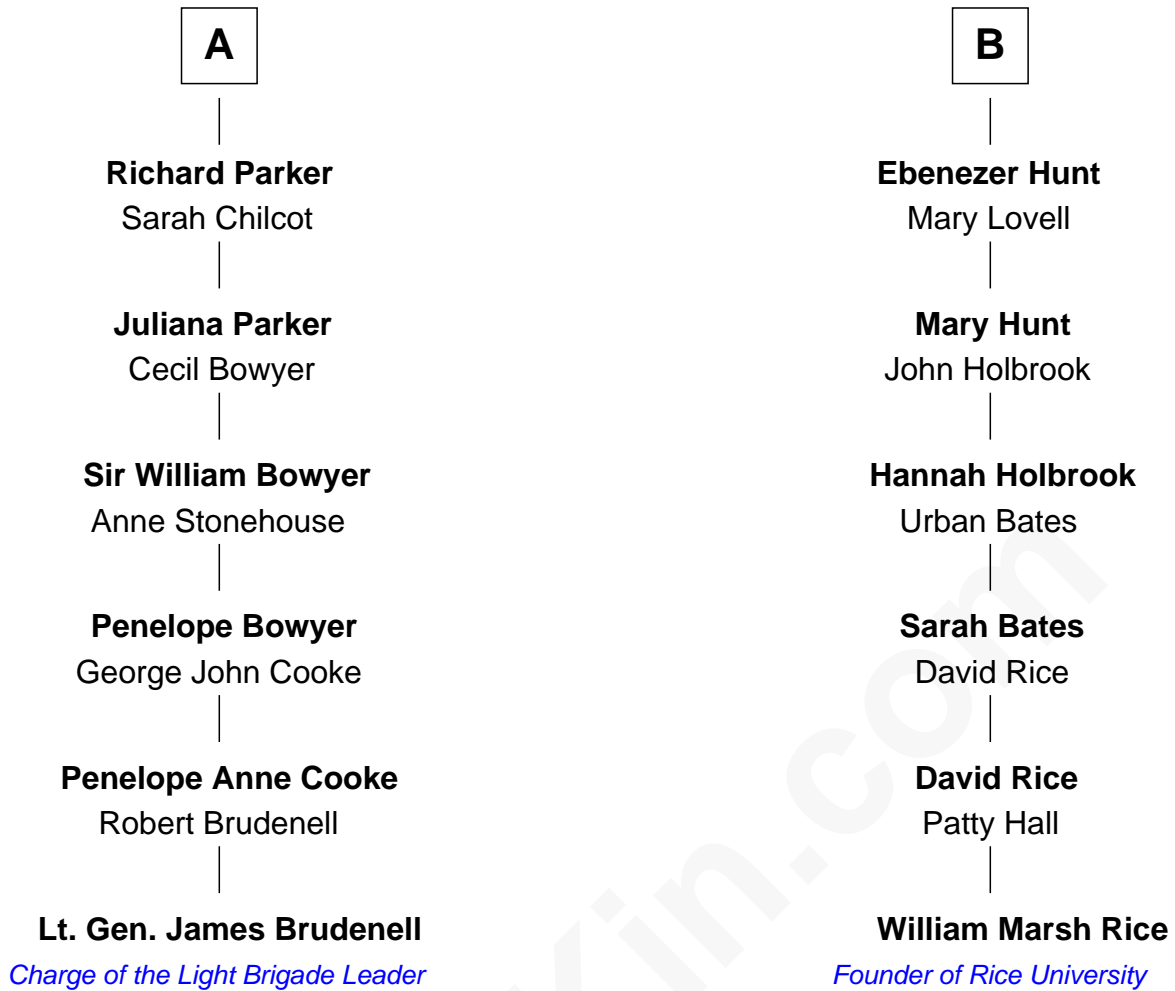 A
Richard Parker
Sarah Chilcot
Juliana Parker
Cecil Bowyer
Sir William Bowyer
Anne Stonehouse
Penelope Bowyer
George John Cooke
Penelope Anne Cooke
Robert Brudenell
Lt. Gen. James Brudenell
Charge of the Light Brigade Leader
B
Ebenezer Hunt
Mary Lovell
Mary Hunt
John Holbrook
Hannah Holbrook
Urban Bates
Sarah Bates
David Rice
David Rice
Patty Hall
William Marsh Rice
Founder of Rice University
Kin.com